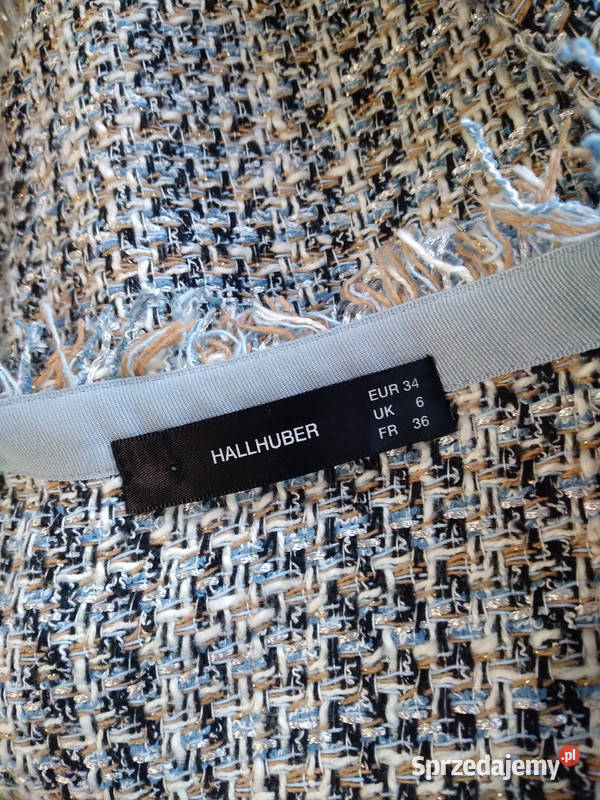 HALLHUBER
EUR 34
UK 6
FR 36
Sprzedajemy.pl